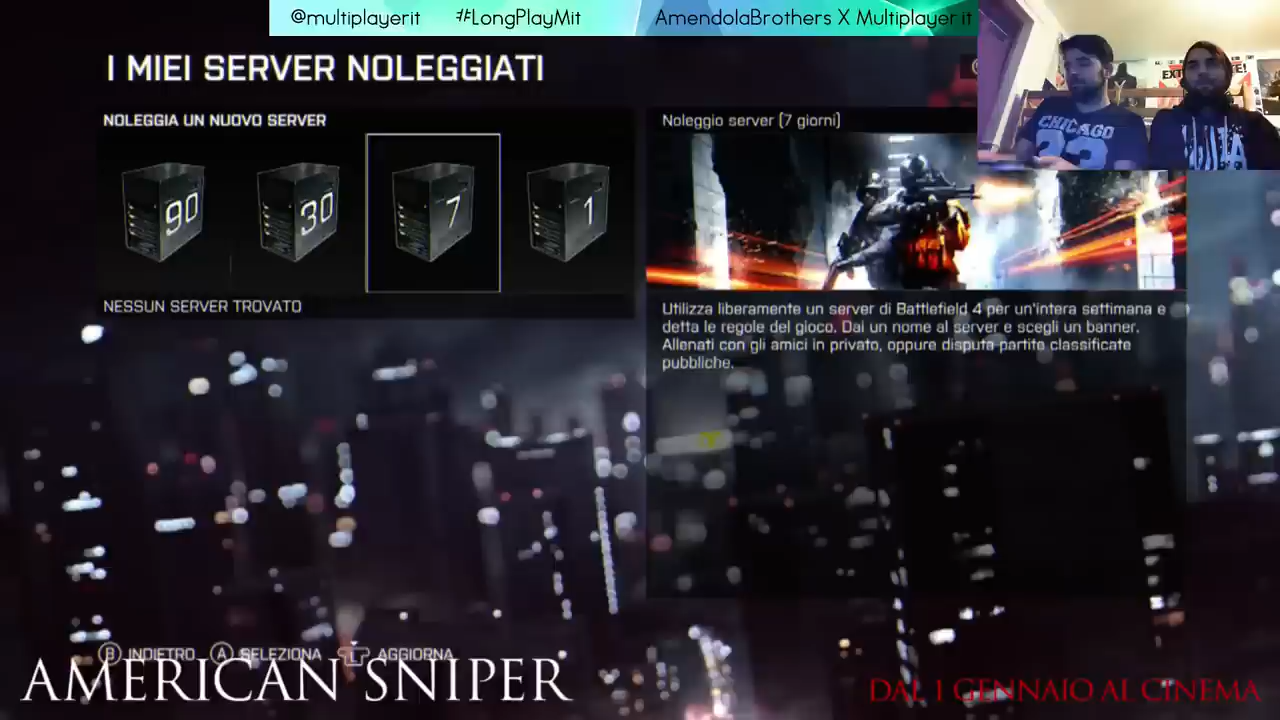 @multiplayerit #LongPlayMit AmendolaBrothers X Multiplayer.it
I MIEI SERVER NOLEGGIATI
NOLEGGIA UN NUOVO SERVER
90 30 7 1
NESSUN SERVER TROVATO
Noleggio server (7 giorni)
Utilizza liberamente un server di Battlefield 4 per un'intera settimana e
detta le regole del gioco. Dai un nome al server e scegli un banner.
Allenati con gli amici in privato, oppure disputa partite classificate
pubbliche.
CHICAGO
B INDIETRO A SELEZIONA L AGGIORNA
AMERICAN SNIPER
DAL 1 GENNAIO AL CINEMA